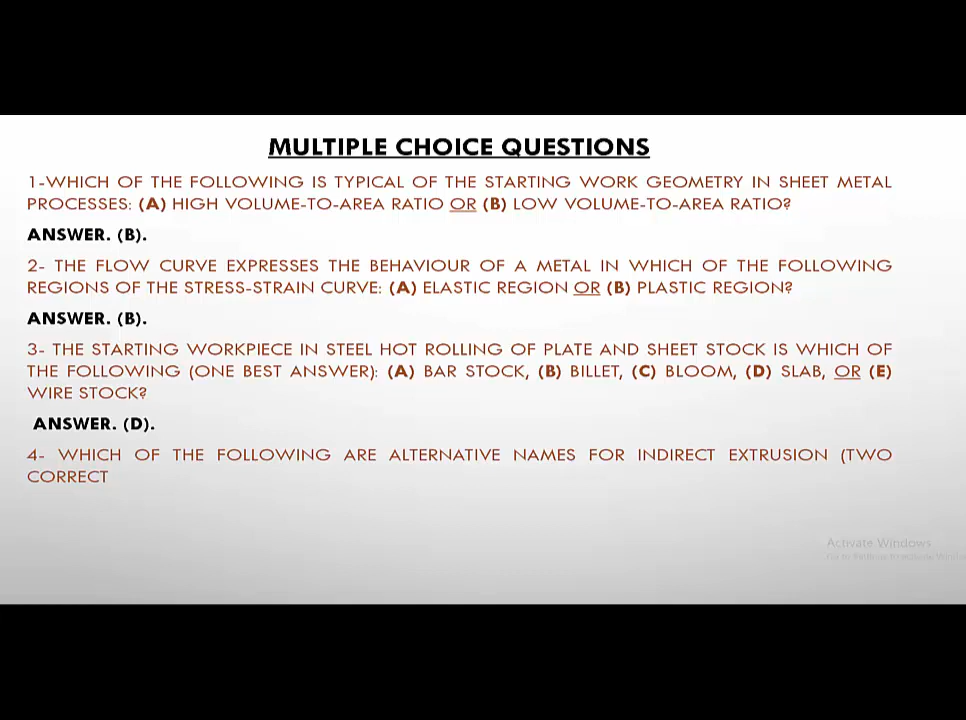 MULTIPLE CHOICE QUESTIONS
1-WHICH OF THE FOLLOWING IS TYPICAL OF THE STARTING WORK GEOMETRY IN SHEET METAL
PROCESSES: (A) HIGH VOLUME-TO-AREA RATIO OR (B) LOW VOLUME-TO-AREA RATIO?
ANSWER. (B).
2- THE FLOW CURVE EXPRESSES THE BEHAVIOUR OF A METAL IN WHICH OF THE FOLLOWING
REGIONS OF THE STRESS-STRAIN CURVE: (A) ELASTIC REGION OR (B) PLASTIC REGION?
ANSWER. (B).
3- THE STARTING WORKPIECE IN STEEL HOT ROLLING OF PLATE AND SHEET STOCK IS WHICH OF
THE FOLLOWING (ONE BEST ANSWER): (A) BAR STOCK, (B) BILLET, (C) BLOOM, (D) SLAB, OR (E)
WIRE STOCK?
ANSWER. (D).
4- WHICH OF THE FOLLOWING ARE ALTERNATIVE NAMES FOR INDIRECT EXTRUSION (TWO
CORRECT
Activate Windows